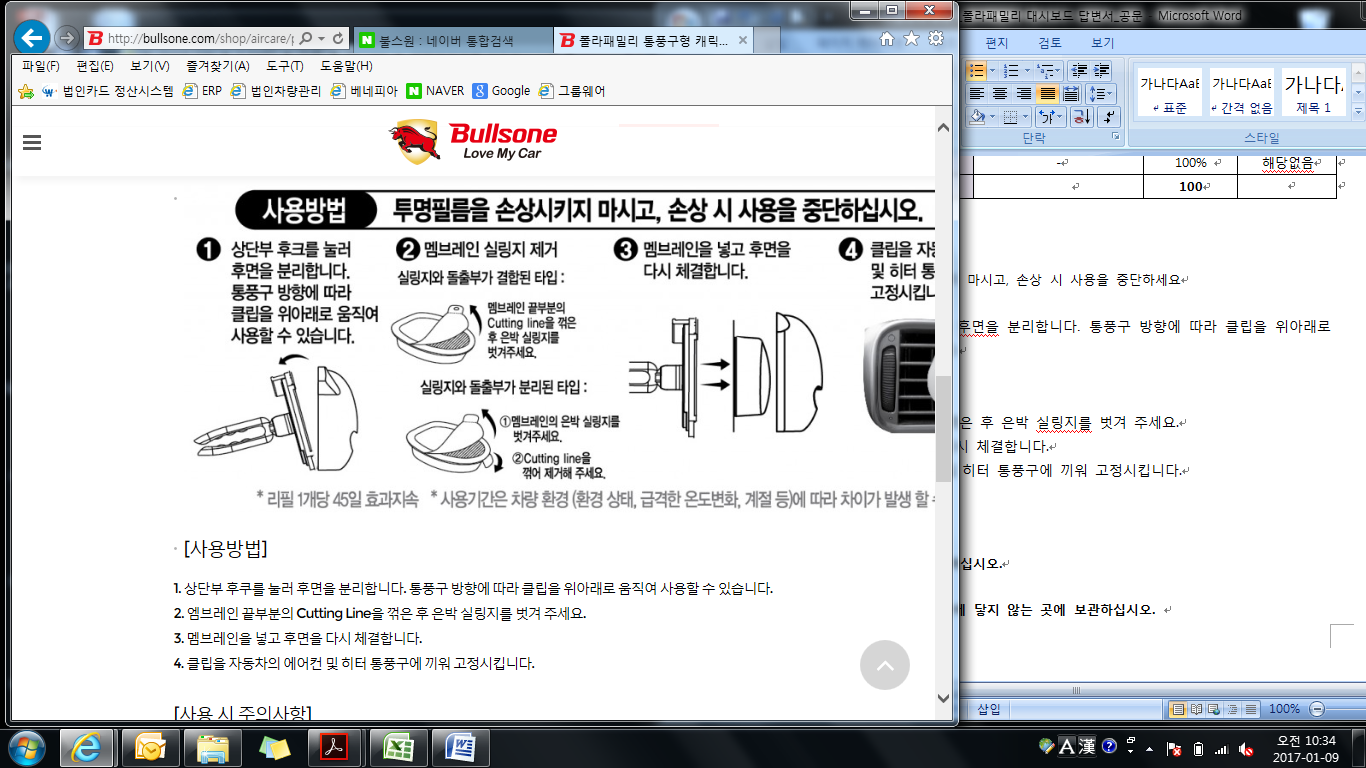 폴라패밀리 대시보드 답변서_공문 - Microsoft Word
http://bullsone.com/shop/aircare/p
불스원 : 네이버 통합검색
폴라패밀리 통풍구형 캐릭...
파일(F) 편집(E) 보기(V) 즐겨찾기(A) 도구(T) 도움말(H)
법인카드 정산시스템 ERP 법인차량관리 베네피아 NAVER Google 그룹웨어
편지 검토 보기
가나다AaB 가나다AaB 가나다
표준 간격 없음 제목 1
단락 스타일
Bullsone
Love My Car
사용방법 투명필름을 손상시키지 마시고, 손상 시 사용을 중단하십시오.
1 상단부 후크를 눌러
후면을 분리합니다.
통풍구 방향에 따라
클립을 위아래로 움직여
사용할 수 있습니다.
2 멤브레인 실링지 제거
실링지와 돌출부가 결합된 타입 :
멤브레인 끝부분의
Cutting line을 꺾은
후 은박 실링지를
벗겨주세요.
실링지와 돌출부가 분리된 타입 :
①멤브레인의 은박 실링지를
벗겨주세요.
②Cutting line을
꺾어 제거해 주세요.
3 멤브레인을 넣고 후면을
다시 체결합니다.
4 클립을 자동
및 히터 통
고정시킵니
* 리필 1개당 45일 효과지속 * 사용기간은 차량 환경 (환경 상태, 급격한 온도변화, 계절 등)에 따라 차이가 발생 할
[사용방법]
1. 상단부 후쿠를 눌러 후면을 분리합니다. 통풍구 방향에 따라 클립을 위아래로 움직여 사용할 수 있습니다.
2. 엠브레인 끝부분의 Cutting Line을 꺾은 후 은박 실링지를 벗겨 주세요.
3. 멤브레인을 넣고 후면을 다시 체결합니다.
4. 클립을 자동차의 에어컨 및 히터 통풍구에 끼워 고정시킵니다.
[사용 시 주의사항]
- 100% 해당없음
100
마시고, 손상 시 사용을 중단하세요
후면을 분리합니다. 통풍구 방향에 따라 클립을 위아래로
은 후 은박 실링지를 벗겨 주세요.
시 체결합니다.
히터 통풍구에 끼워 고정시킵니다.
십시오.
에 닿지 않는 곳에 보관하십시오.
삽입 100%
A 漢
오전 10:34
2017-01-09